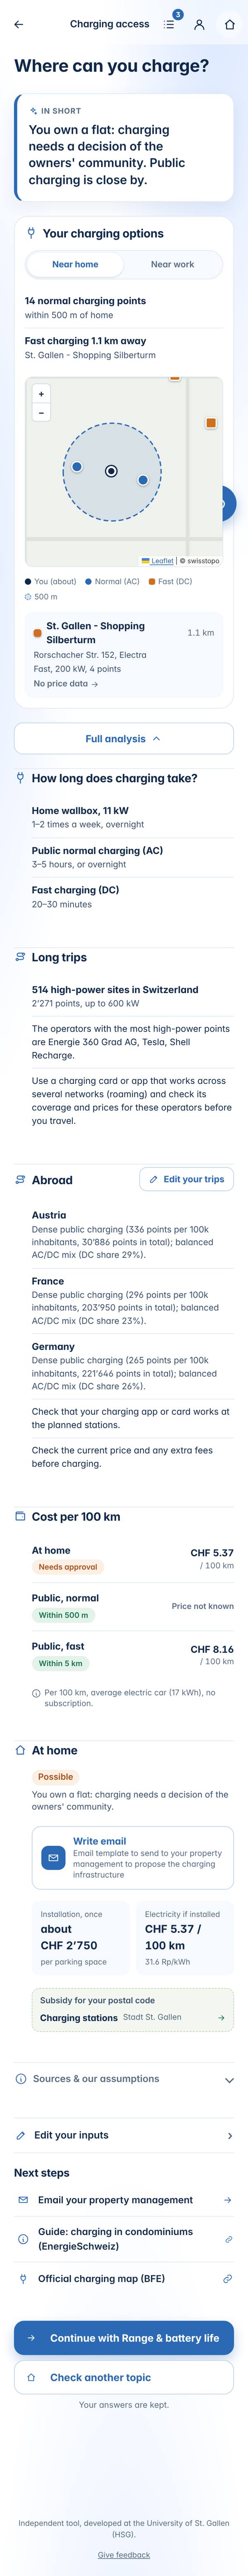 Charging access
3
Where can you charge?
IN SHORT
You own a flat: charging
needs a decision of the
owners' community. Public
charging is close by.
Your charging options
Near home
Near work
14 normal charging points
within 500 m of home
Fast charging 1.1 km away
St. Gallen - Shopping Silberturm
+
−
Leaflet | © swisstopo
You (about)
Normal (AC)
Fast (DC)
500 m
St. Gallen - Shopping
Silberturm
1.1 km
Rorschacher Str. 152, Electra
Fast, 200 kW, 4 points
No price data →
Full analysis
How long does charging take?
Home wallbox, 11 kW
1–2 times a week, overnight
Public normal charging (AC)
3–5 hours, or overnight
Fast charging (DC)
20–30 minutes
Long trips
514 high-power sites in Switzerland
2’271 points, up to 600 kW
The operators with the most high-power points
are Energie 360 Grad AG, Tesla, Shell
Recharge.
Use a charging card or app that works across
several networks (roaming) and check its
coverage and prices for these operators before
you travel.
Abroad
Edit your trips
Austria
Dense public charging (336 points per 100k
inhabitants, 30’886 points in total); balanced
AC/DC mix (DC share 29%).
France
Dense public charging (296 points per 100k
inhabitants, 203’950 points in total); balanced
AC/DC mix (DC share 23%).
Germany
Dense public charging (265 points per 100k
inhabitants, 221’646 points in total); balanced
AC/DC mix (DC share 26%).
Check that your charging app or card works at
the planned stations.
Check the current price and any extra fees
before charging.
Cost per 100 km
At home
Needs approval
CHF 5.37
/ 100 km
Public, normal
Within 500 m
Price not known
Public, fast
Within 5 km
CHF 8.16
/ 100 km
Per 100 km, average electric car (17 kWh), no
subscription.
At home
Possible
You own a flat: charging needs a decision of the
owners' community.
Write email
Email template to send to your property
management to propose the charging
infrastructure
Installation, once
about
CHF 2’750
per parking space
Electricity if installed
CHF 5.37 /
100 km
31.6 Rp/kWh
Subsidy for your postal code
Charging stations Stadt St. Gallen →
Sources & our assumptions
Edit your inputs
Next steps
Email your property management →
Guide: charging in condominiums
(EnergieSchweiz)
Official charging map (BFE)
→ Continue with Range & battery life
Check another topic
Your answers are kept.
Independent tool, developed at the University of St. Gallen
(HSG).
Give feedback